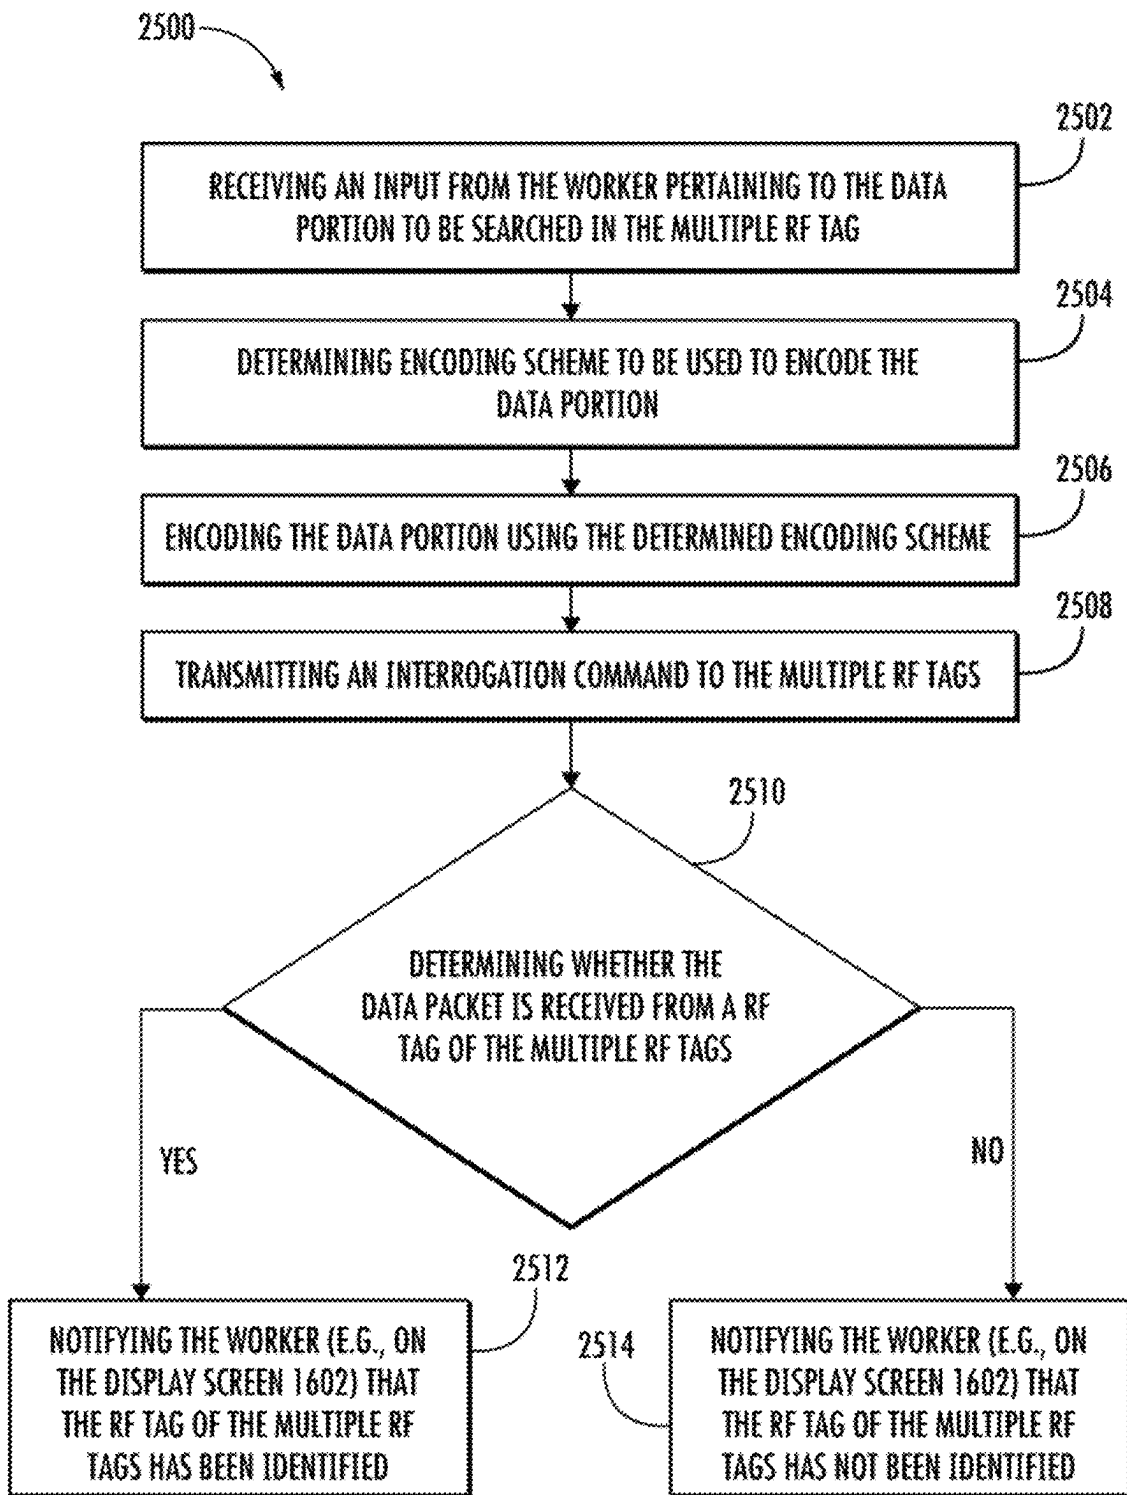 2500
2502
RECEIVING AN INPUT FROM THE WORKER PERTAINING TO THE DATA
PORTION TO BE SEARCHED IN THE MULTIPLE RF TAG
2504
DETERMINING ENCODING SCHEME TO BE USED TO ENCODE THE
DATA PORTION
2506
ENCODING THE DATA PORTION USING THE DETERMINED ENCODING SCHEME
2508
TRANSMITTING AN INTERROGATION COMMAND TO THE MULTIPLE RF TAGS
2510
DETERMINING WHETHER THE
DATA PACKET IS RECEIVED FROM A RF
TAG OF THE MULTIPLE RF TAGS
YES
NO
2512
NOTIFYING THE WORKER (E.G., ON
THE DISPLAY SCREEN 1602) THAT
THE RF TAG OF THE MULTIPLE RF
TAGS HAS BEEN IDENTIFIED
2514
NOTIFYING THE WORKER (E.G., ON
THE DISPLAY SCREEN 1602) THAT
THE RF TAG OF THE MULTIPLE RF
TAGS HAS NOT BEEN IDENTIFIED